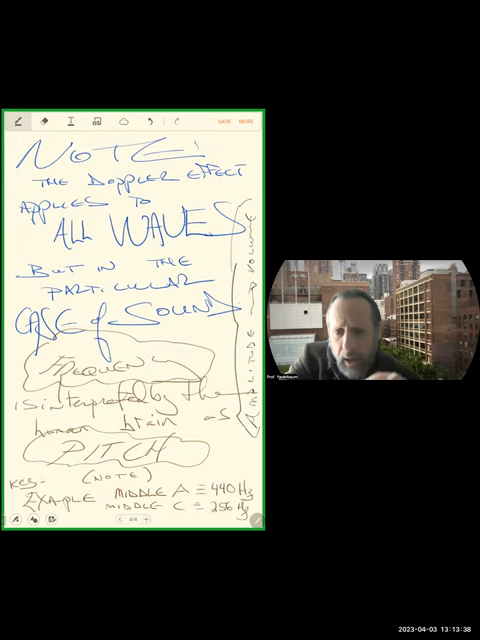 SAVE MORE
NOTE:
THE DOPPLER EFFECT
APPLIES TO
ALL WAVES
BUT IN THE
PARTICULAR
CASE of SOUND
FREQUENCY
is interpreted by the
human brain as
PITCH
(NOTE)
EXAMPLE MIDDLE A ≡ 440 Hz
MIDDLE C = 256 Hz
AMPLITUDE → VOLUME
4/4
2023-04-03 13:13:38